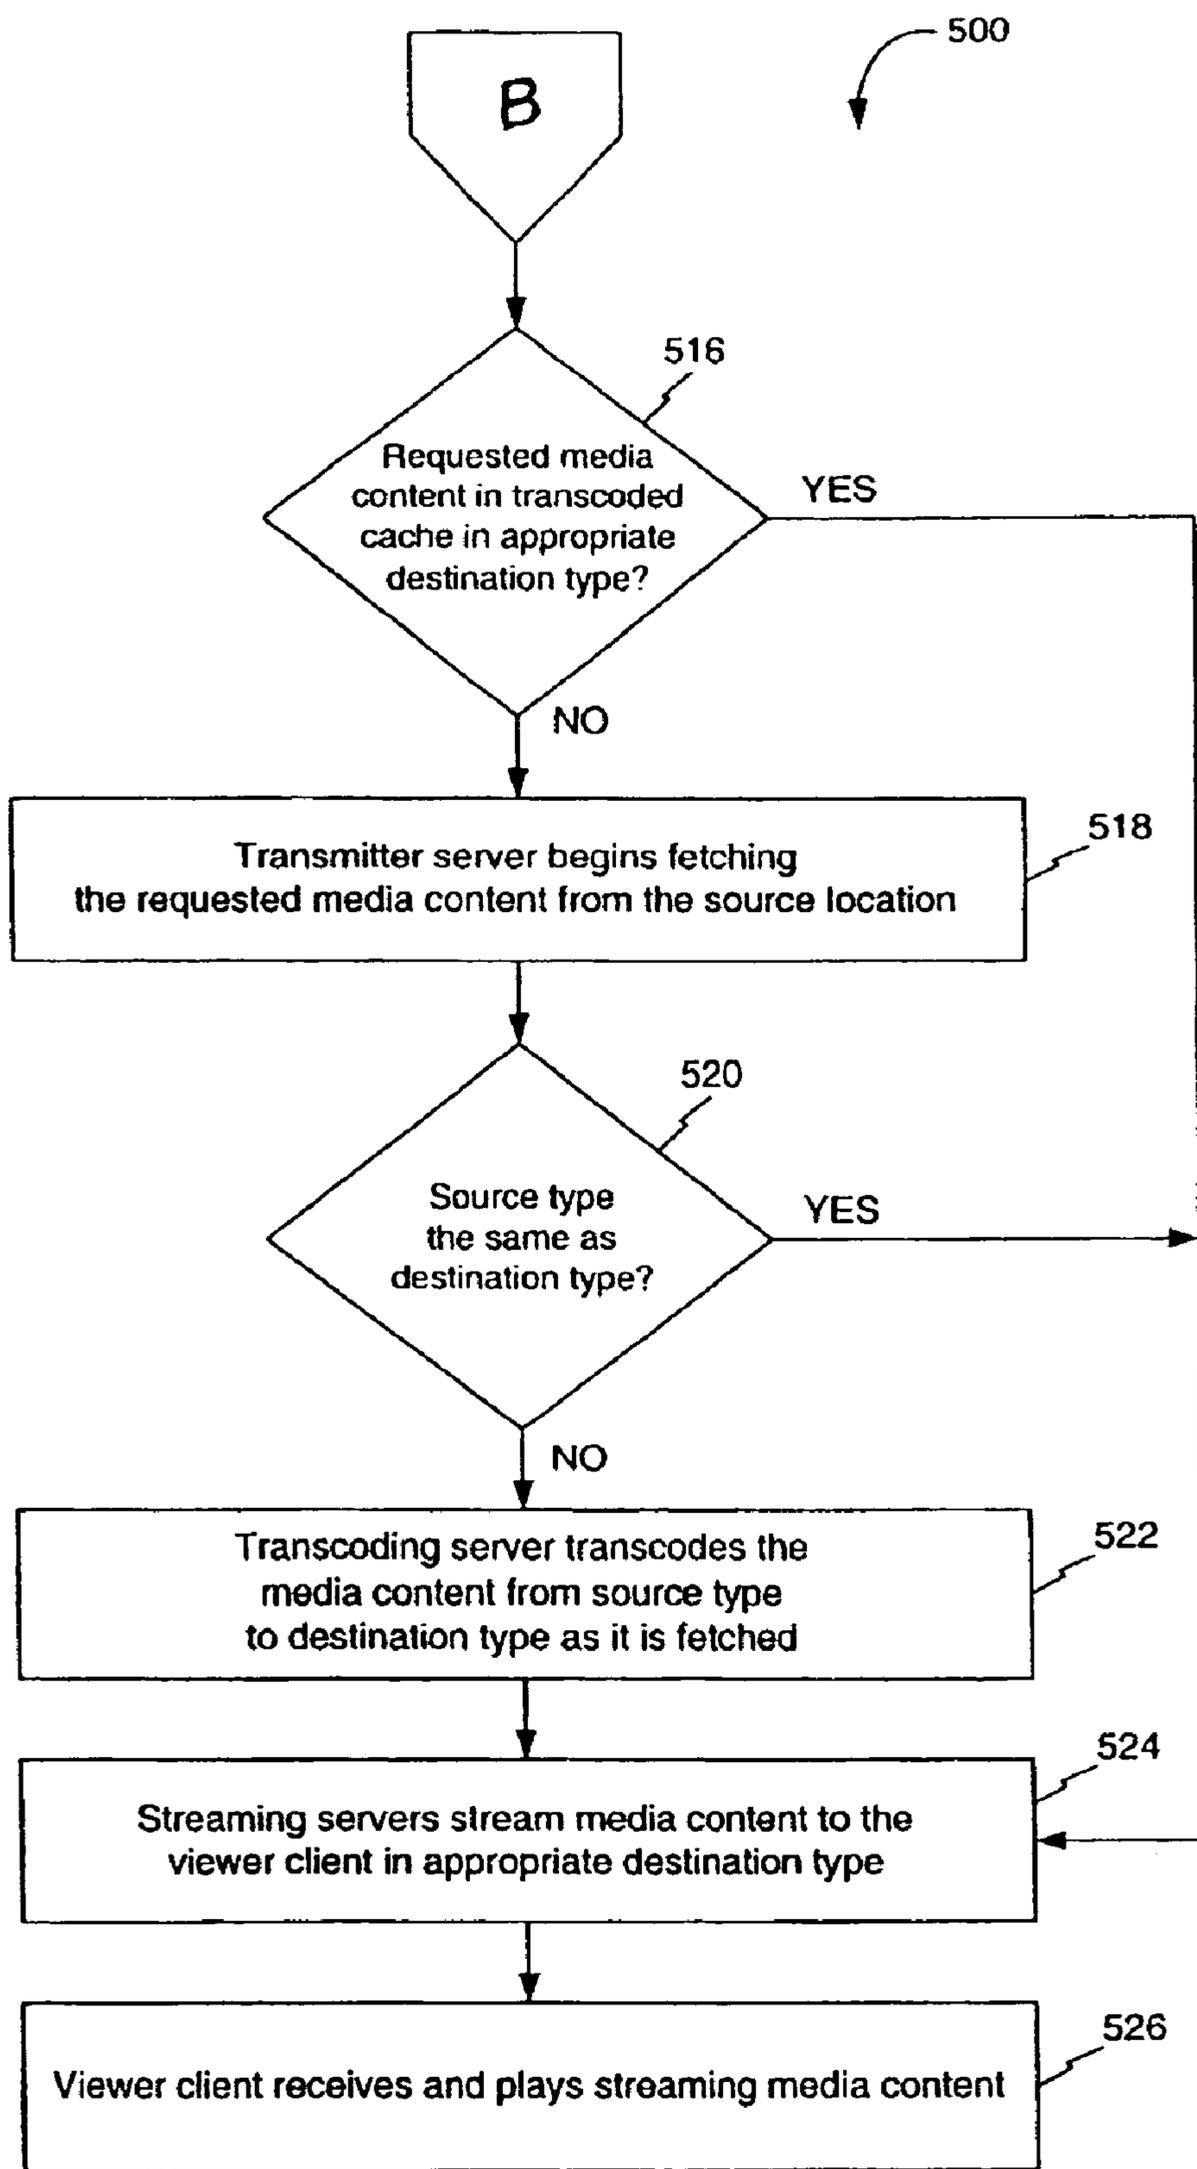 500
B
516
Requested media
content in transcoded
cache in appropriate
destination type?
YES
NO
518
Transmitter server begins fetching
the requested media content from the source location
520
Source type
the same as
destination type?
YES
NO
522
Transcoding server transcodes the
media content from source type
to destination type as it is fetched
524
Streaming servers stream media content to the
viewer client in appropriate destination type
526
Viewer client receives and plays streaming media content